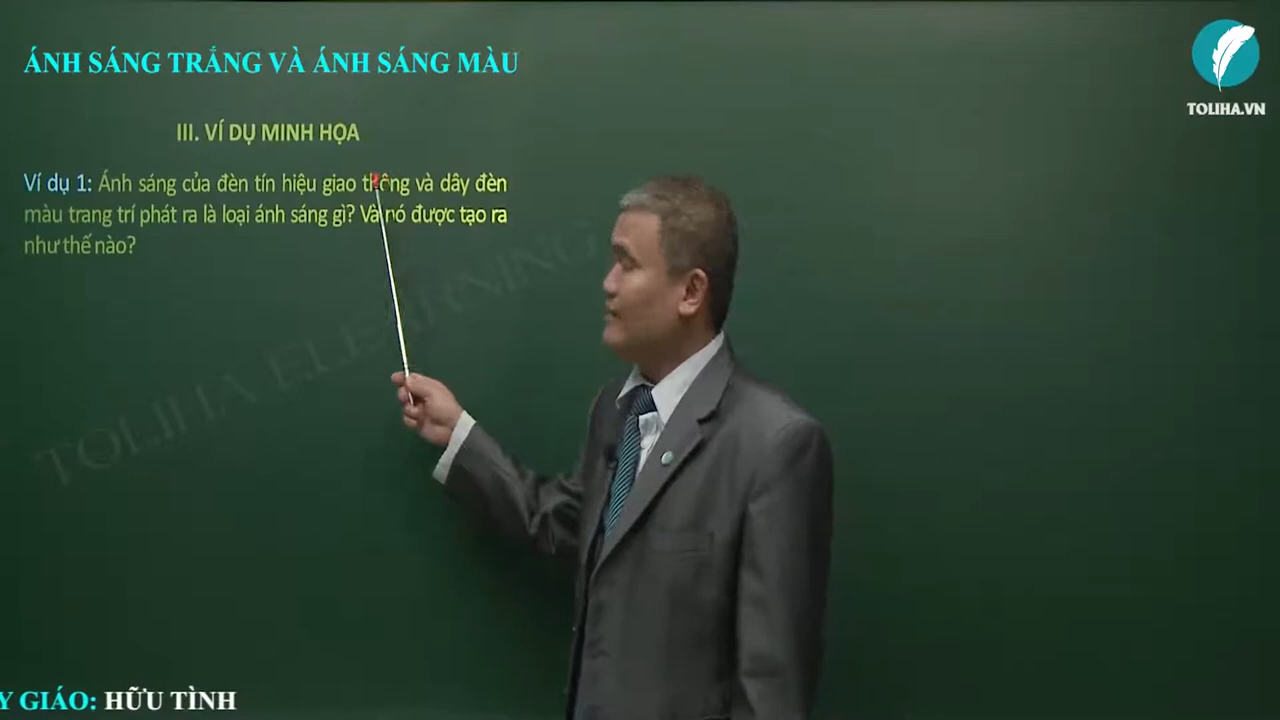 ÁNH SÁNG TRẮNG VÀ ÁNH SÁNG MÀU
TOLIHA.VN
III. VÍ DỤ MINH HỌA
Ví dụ 1: Ánh sáng của đèn tín hiệu giao thông và dây đèn
màu trang trí phát ra là loại ánh sáng gì? Và nó được tạo ra
như thế nào?
TOLIHA ELEARNING
Y GIÁO: HỮU TÌNH